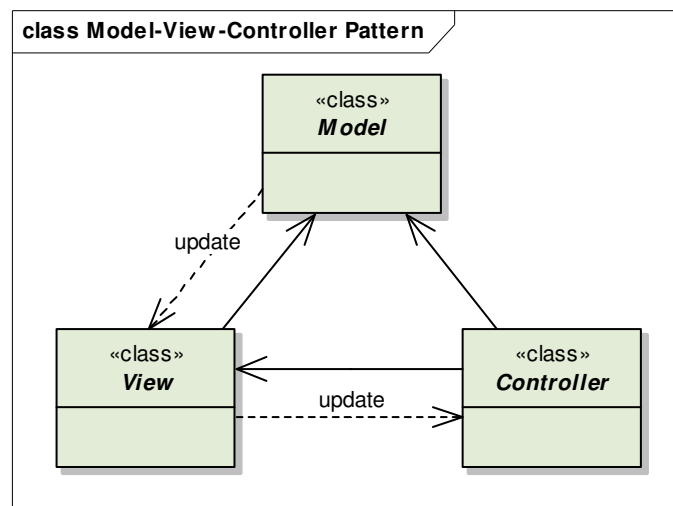 class Model-View-Controller Pattern
«class»
Model
update
«class»
View
update
«class»
Controller